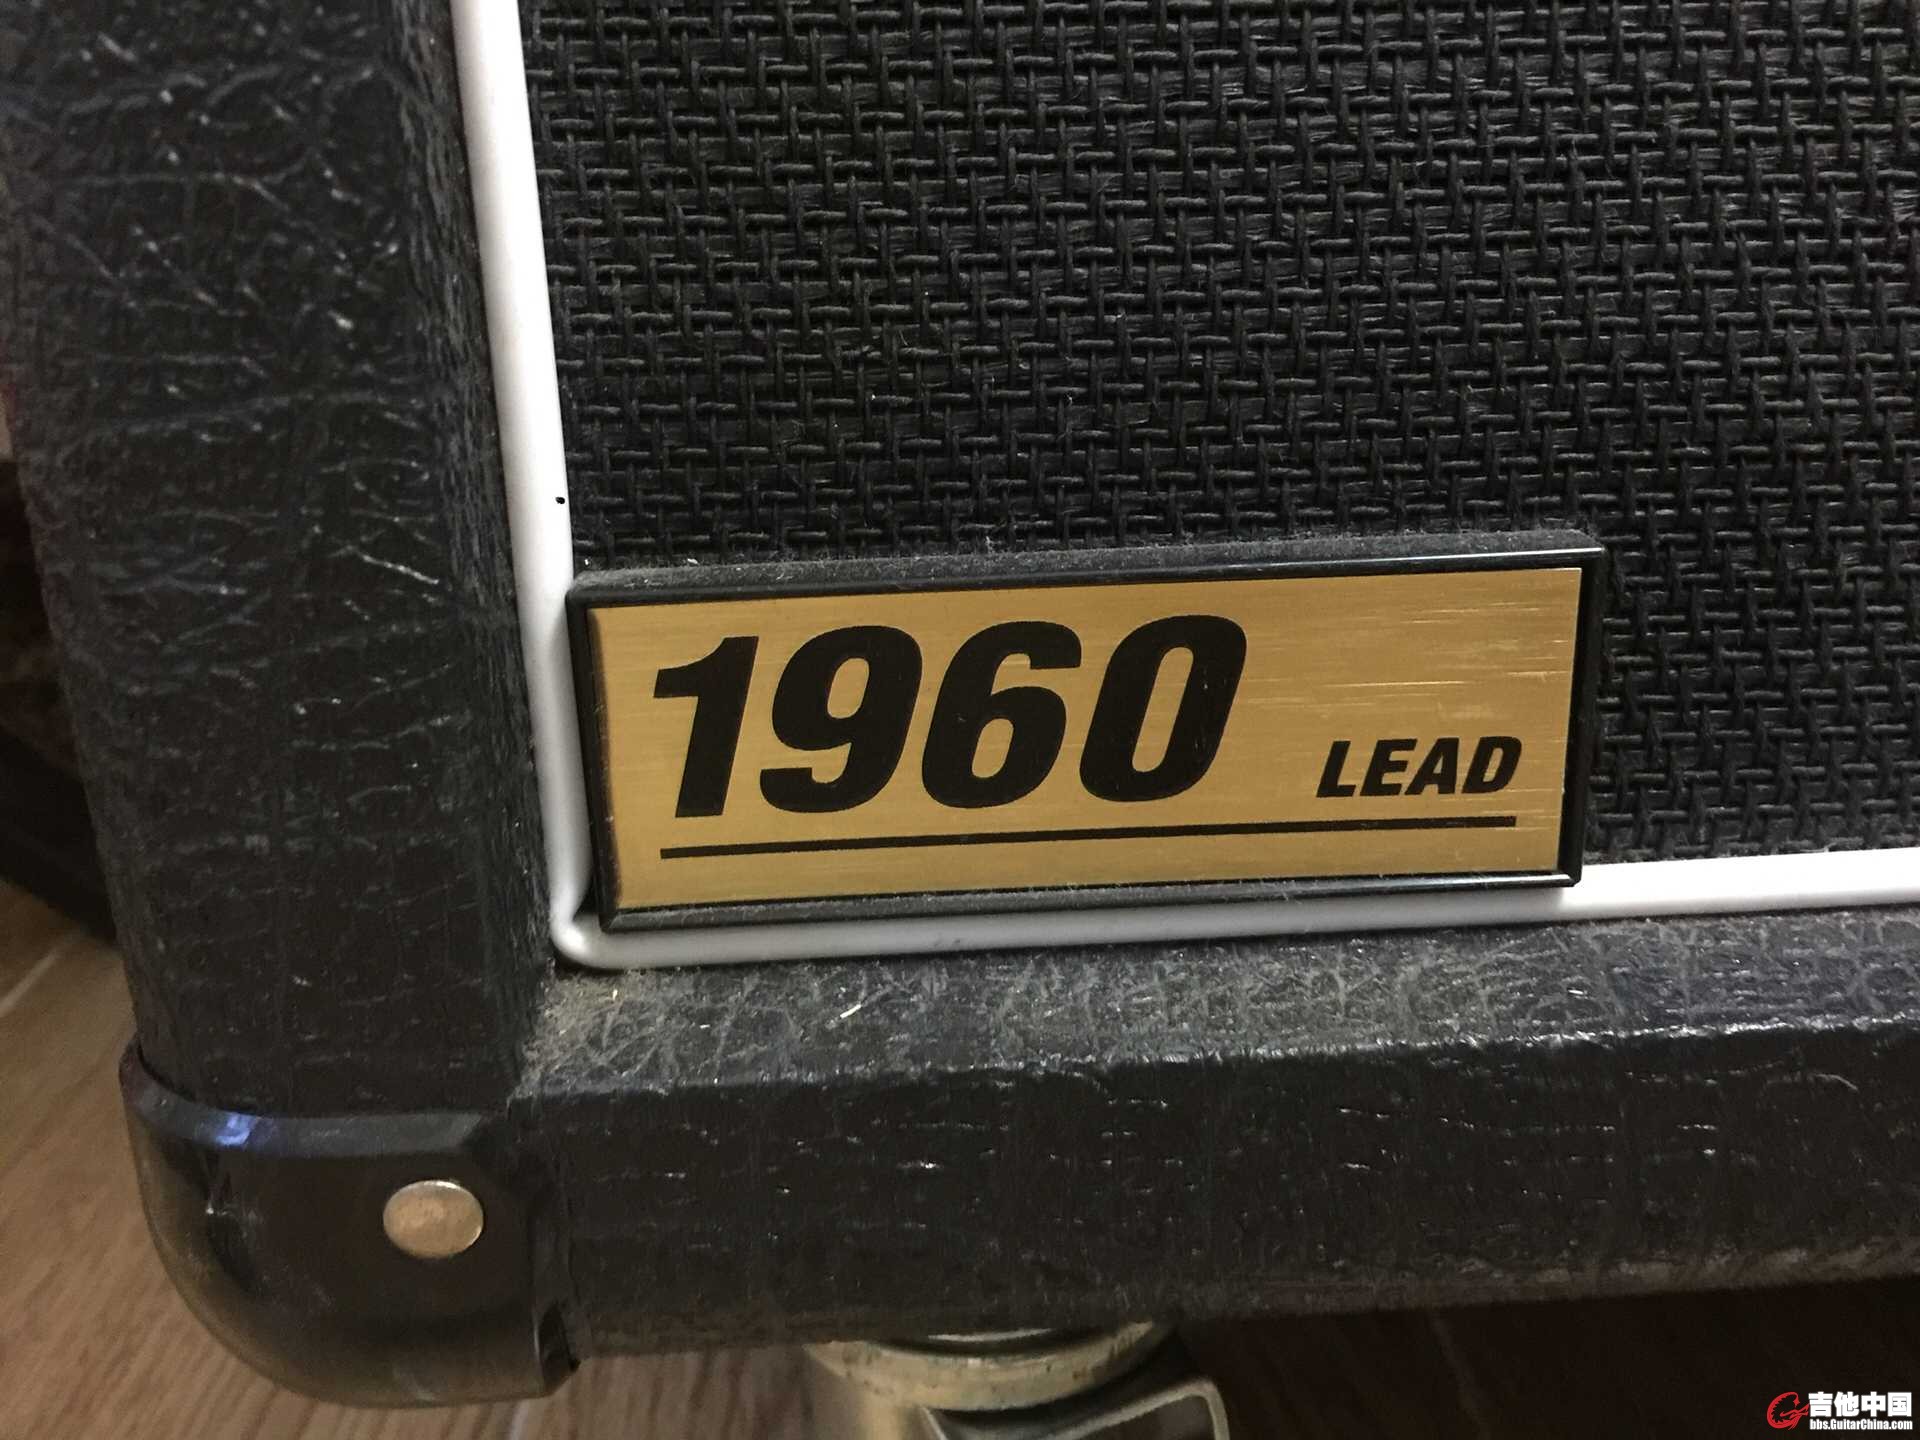 1960 LEAD
吉他中国
bbs.GuitarChina.com